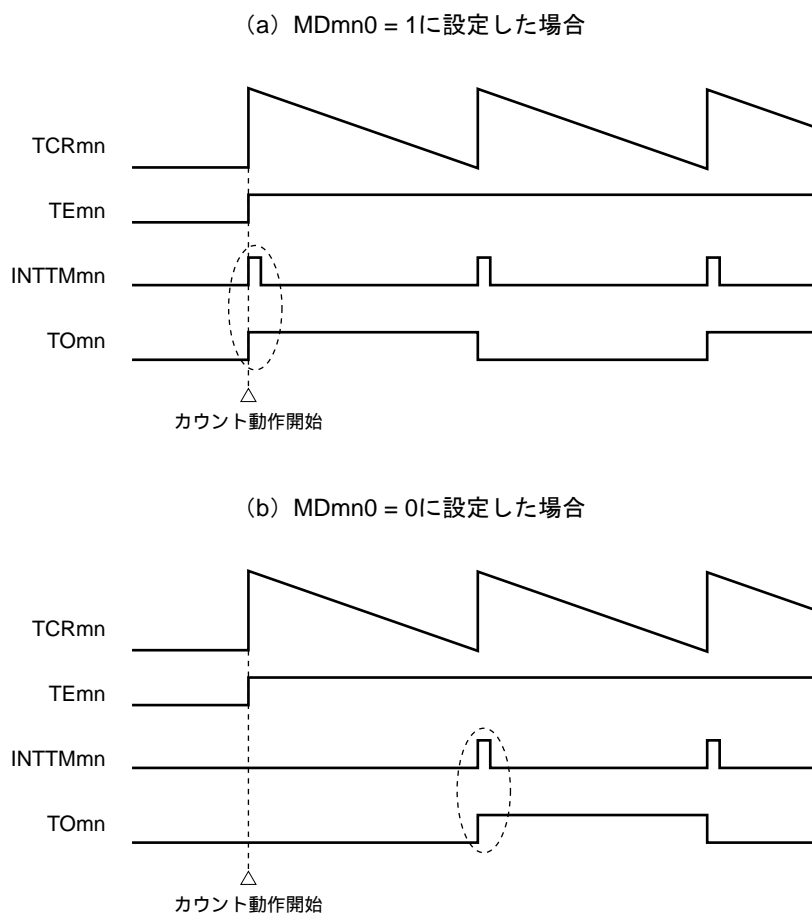 （a）MDmn0 = 1に設定した場合
TCRmn
TEmn
INTTMmn
TOmn
カウント動作開始
（b）MDmn0 = 0に設定した場合
TCRmn
TEmn
INTTMmn
TOmn
カウント動作開始